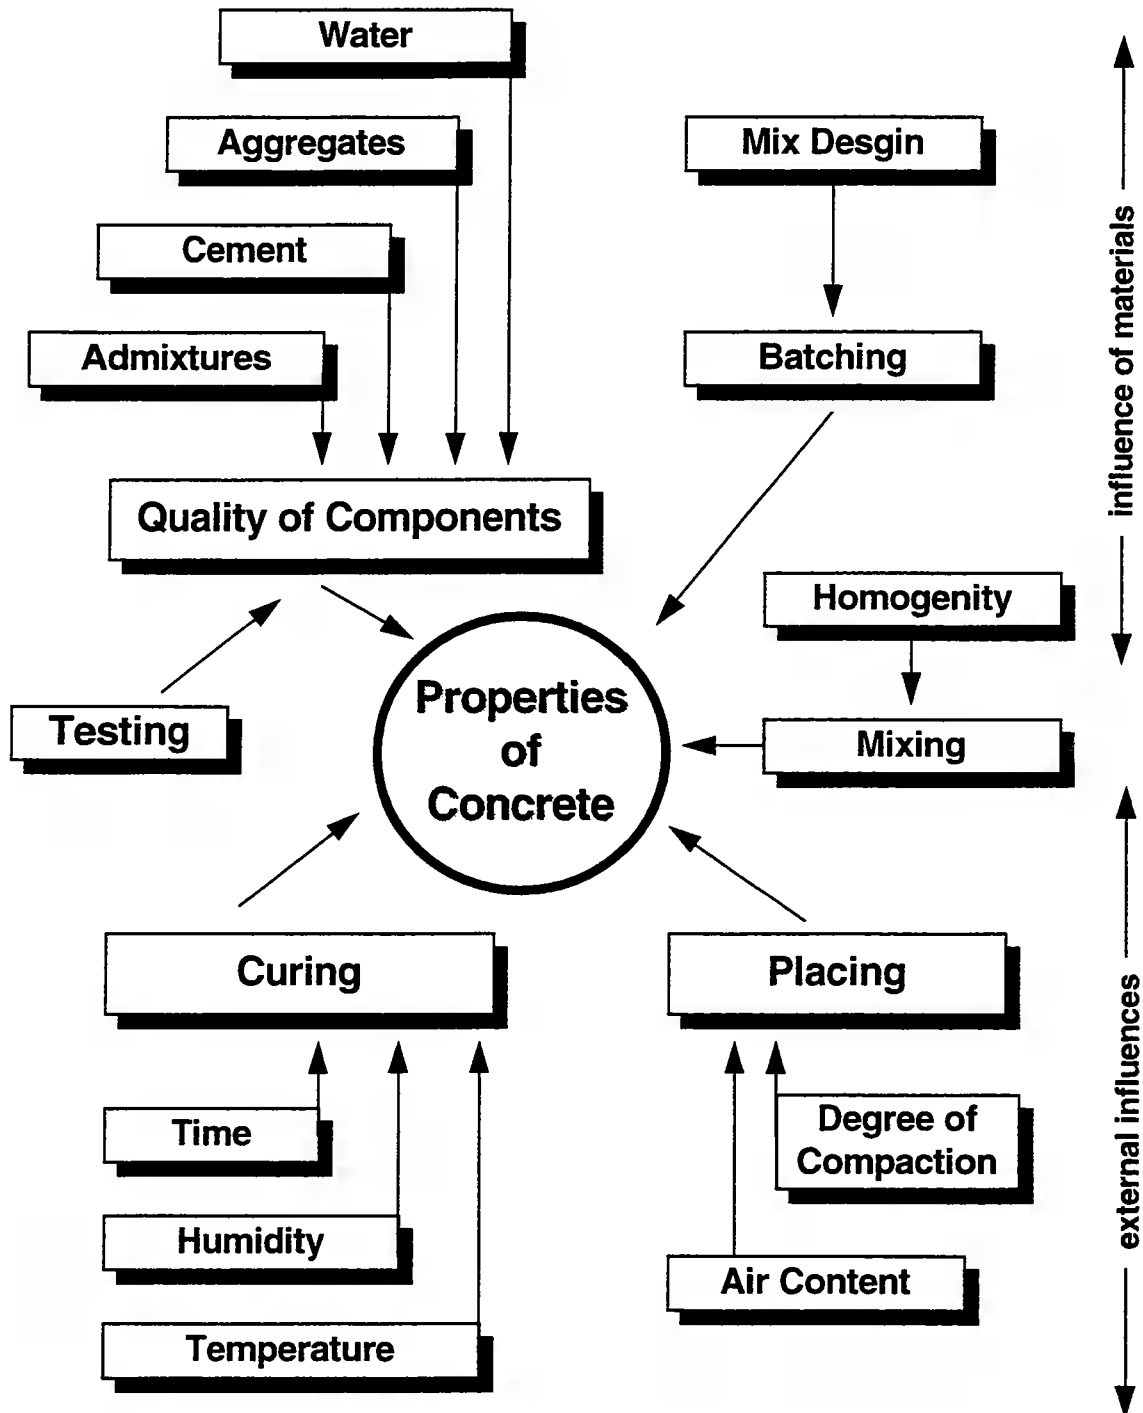 Water
Aggregates
Cement
Admixtures
Mix Desgin
Batching
Quality of Components
Homogenity
Mixing
Testing
Properties
of
Concrete
Curing
Placing
Time
Humidity
Temperature
Degree of
Compaction
Air Content
influence of materials
external influences